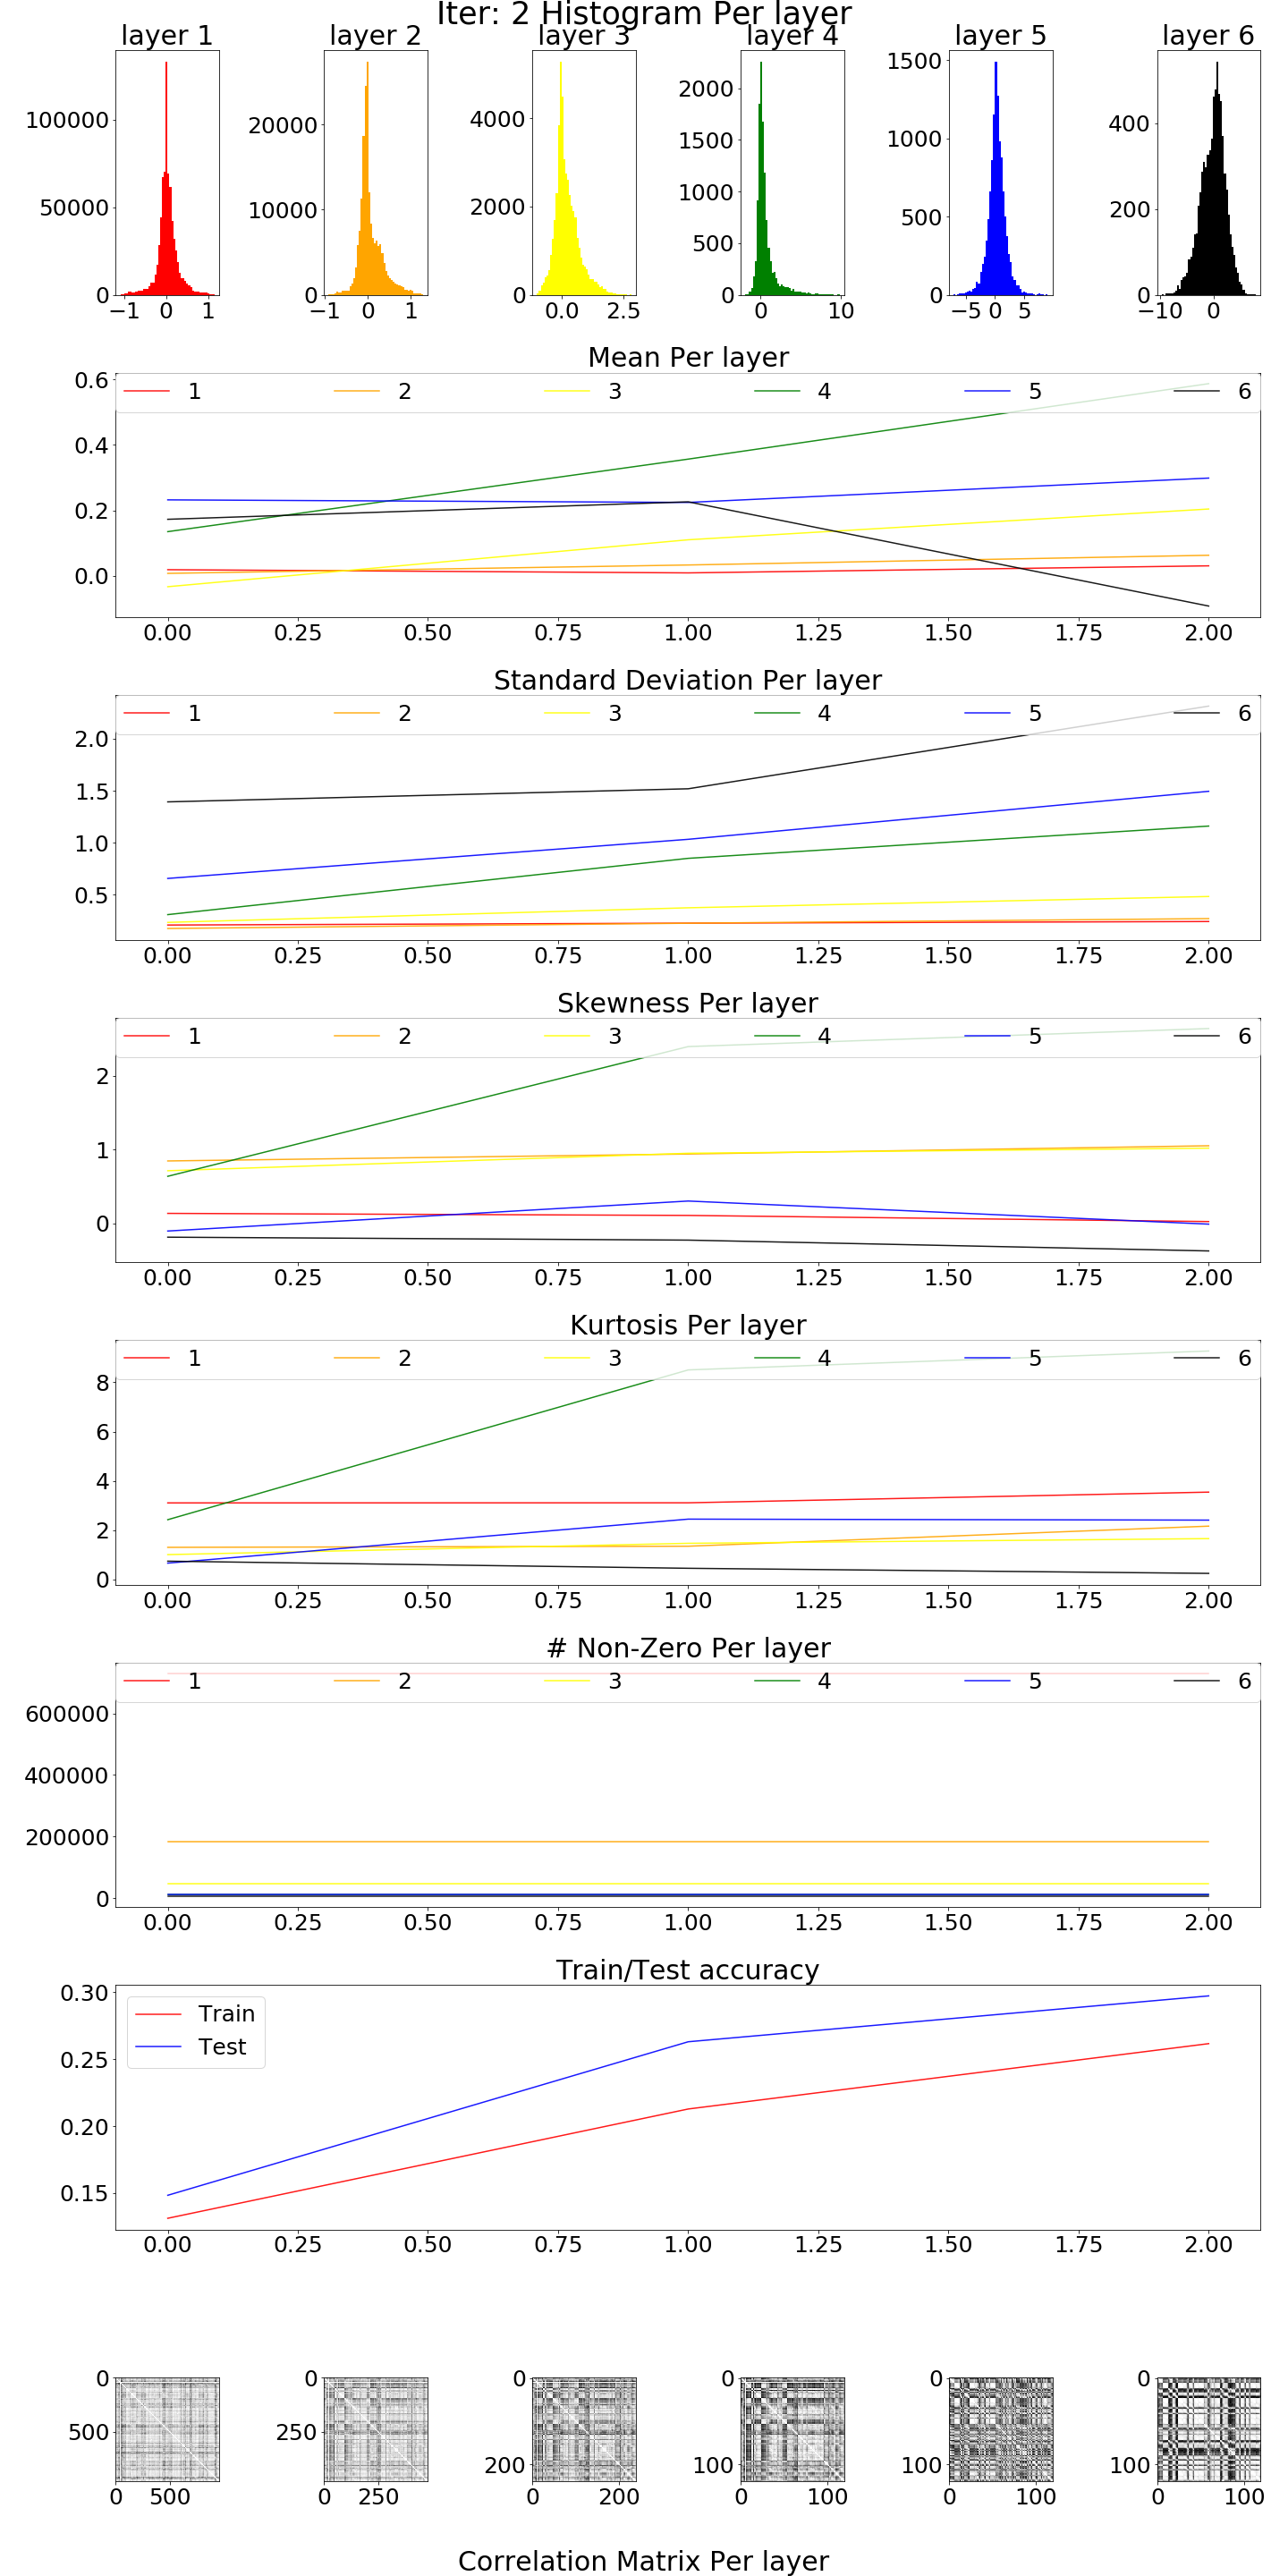 Iter: 2 Histogram Per layer
layer 1 layer 2 layer 3 layer 4 layer 5 layer 6
100000 50000 0
−1 0 1
20000 10000 0
−1 0 1
4000 2000 0
0.0 2.5
2000 1500 1000 500 0
0 10
1500 1000 500 0
−5 0 5
400 200 0
−10 0
Mean Per layer
1 2 3 4 5 6
0.6
0.4
0.2
0.0
0.00 0.25 0.50 0.75 1.00 1.25 1.50 1.75 2.00
Standard Deviation Per layer
1 2 3 4 5 6
2.0
1.5
1.0
0.5
0.00 0.25 0.50 0.75 1.00 1.25 1.50 1.75 2.00
Skewness Per layer
1 2 3 4 5 6
2
1
0
0.00 0.25 0.50 0.75 1.00 1.25 1.50 1.75 2.00
Kurtosis Per layer
1 2 3 4 5 6
8
6
4
2
0
0.00 0.25 0.50 0.75 1.00 1.25 1.50 1.75 2.00
# Non-Zero Per layer
1 2 3 4 5 6
600000
400000
200000
0
0.00 0.25 0.50 0.75 1.00 1.25 1.50 1.75 2.00
Train/Test accuracy
Train
Test
0.30
0.25
0.20
0.15
0.00 0.25 0.50 0.75 1.00 1.25 1.50 1.75 2.00
0 500
0 500
0 250
0 250
0 200
0 200
0 100
0 100
0 100
0 100
0 100
0 100
Correlation Matrix Per layer